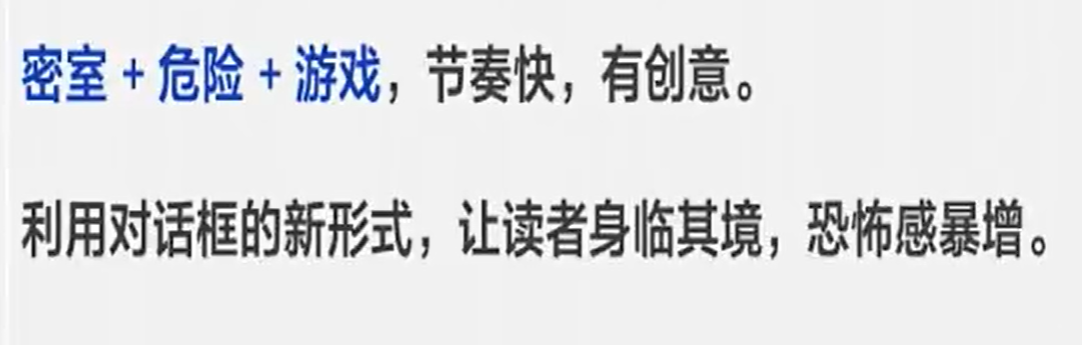 密室 + 危险 + 游戏，节奏快，有创意。
利用对话框的新形式，让读者身临其境，恐怖感暴增。